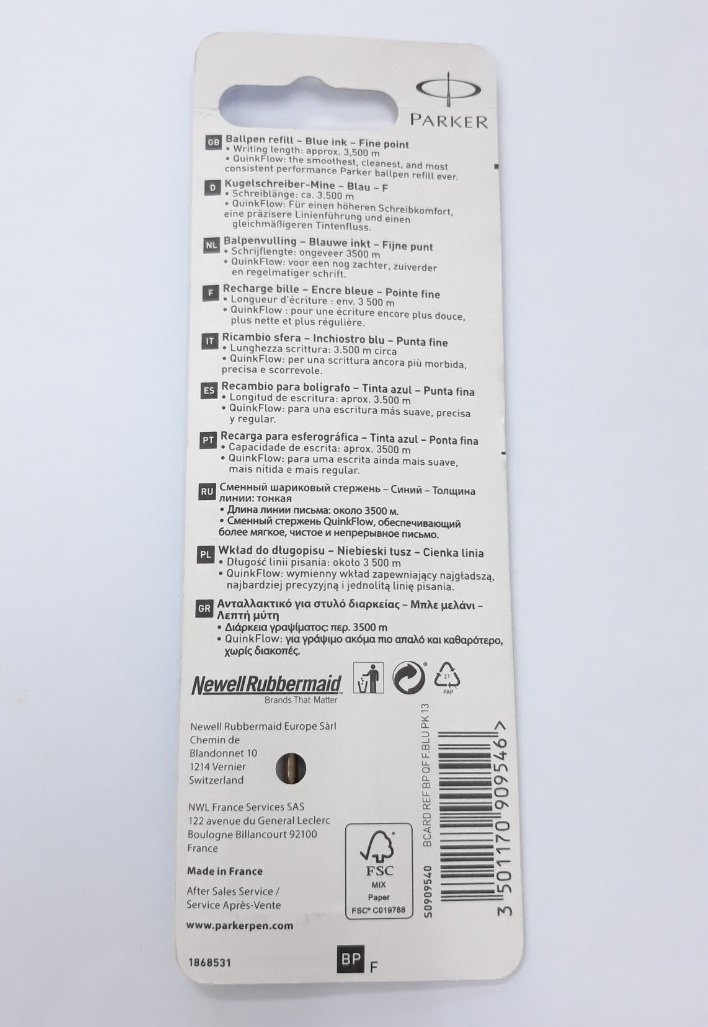 PARKER
GB Ballpen refill – Blue ink – Fine point
• Writing length: approx. 3,500 m
• QuinkFlow: the smoothest, cleanest, and most
consistent performance Parker ballpen refill ever.
D Kugelschreiber-Mine – Blau – F
• Schreiblänge: ca. 3.500 m
• QuinkFlow: Für einen höheren Schreibkomfort,
eine präzisere Linienführung und einen
gleichmäßigeren Tintenfluss.
NL Balpenvulling – Blauwe inkt – Fijne punt
• Schrijflengte: ongeveer 3500 m
• QuinkFlow: voor een nog zachter, zuiverder
en regelmatiger schrift.
F Recharge bille – Encre bleue – Pointe fine
• Longueur d'écriture : env. 3 500 m
• QuinkFlow : pour une écriture encore plus douce,
plus nette et plus régulière.
IT Ricambio sfera – Inchiostro blu – Punta fine
• Lunghezza scrittura: 3.500 m circa
• QuinkFlow: per una scrittura ancora più morbida,
precisa e scorrevole.
ES Recambio para bolígrafo – Tinta azul – Punta fina
• Longitud de escritura: aprox. 3.500 m
• QuinkFlow: para una escritura más suave, precisa
y regular.
PT Recarga para esferográfica – Tinta azul – Ponta fina
• Capacidade de escrita: aprox. 3500 m
• QuinkFlow: para uma escrita ainda mais suave,
mais nítida e mais regular.
RU Сменный шариковый стержень – Синий – Толщина
линии: тонкая
• Длина линии письма: около 3500 м.
• Сменный стержень QuinkFlow, обеспечивающий
более мягкое, чистое и непрерывное письмо.
PL Wkład do długopisu – Niebieski tusz – Cienka linia
• Długość linii pisania: około 3 500 m
• QuinkFlow: wymienny wkład zapewniający najgładszą,
najbardziej precyzyjną i jednolitą linię pisania.
GR Ανταλλακτικό για στυλό διαρκείας – Μπλε μελάνι –
Λεπτή μύτη
• Διάρκεια γραψίματος: περ. 3500 m
• QuinkFlow: για γράψιμο ακόμα πιο απαλό και καθαρότερο,
χωρίς διακοπές.
NewellRubbermaid
Brands That Matter
21
PAP
Newell Rubbermaid Europe Sàrl
Chemin de
Blandonnet 10
1214 Vernier
Switzerland
NWL France Services SAS
122 avenue du General Leclerc
Boulogne Billancourt 92100
France
Made in France
After Sales Service /
Service Après-Vente
www.parkerpen.com
1868531
FSC
MIX
Paper
FSC® C019788
BP F
S0909540 BCARD REF BP QF F.BLU PK13
3 501170 909546 >